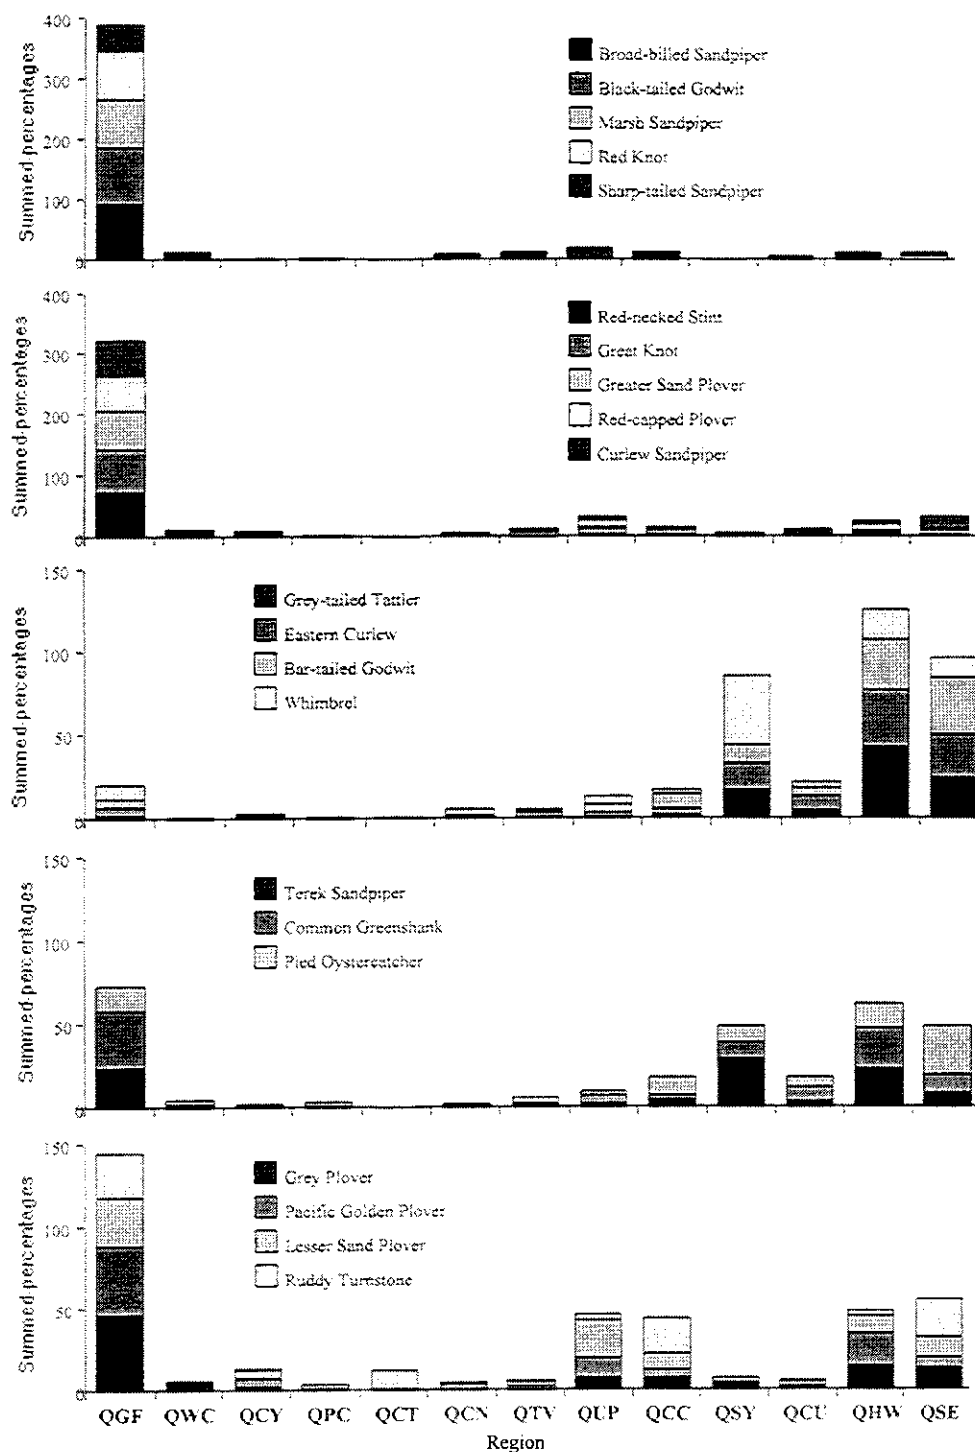 400
300
200
100
0
Summed-percentages
Broad-billed Sandpiper
Black-tailed Godwit
Marsh Sandpiper
Red Knot
Sharp-tailed Sandpiper
400
300
200
100
0
Summed-percentages
Red-necked Stint
Great Knot
Greater Sand Plover
Red-capped Plover
Curlew Sandpiper
150
100
50
0
Summed-percentages
Grey-tailed Tattler
Eastern Curlew
Bar-tailed Godwit
Whimbrel
150
100
50
0
Summed-percentages
Terek Sandpiper
Common Greenshank
Pied Oystercatcher
150
100
50
0
Summed-percentages
Grey Plover
Pacific Golden Plover
Lesser Sand Plover
Ruddy Turnstone
QGF QWC QCY QPC QCT QCN QTV QUP QCC QSY QCU QHW QSE
Region